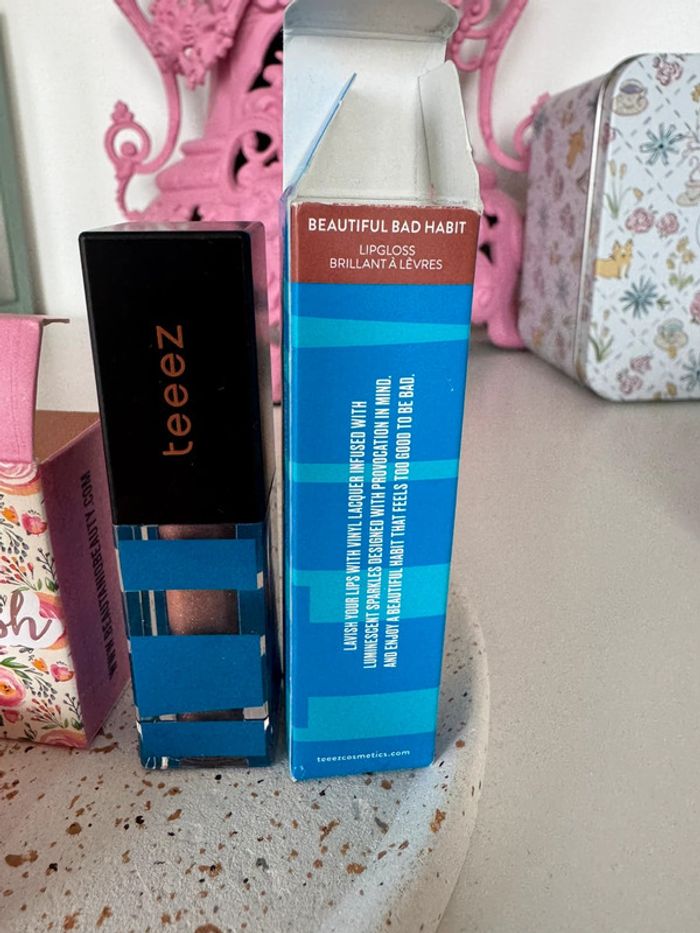 BEAUTIFUL BAD HABIT
LIPGLOSS
BRILLANT À LÈVRES
LAVISH YOUR LIPS WITH VINYL LACQUER INFUSED WITH
LUMINESCENT SPARKLES DESIGNED WITH PROVOCATION IN MIND.
AND ENJOY A BEAUTIFUL HABIT THAT FEELS TOO GOOD TO BE BAD.
teeezcosmetics.com
teeez
WWW.BEAUTANIQBEAUTY.COM